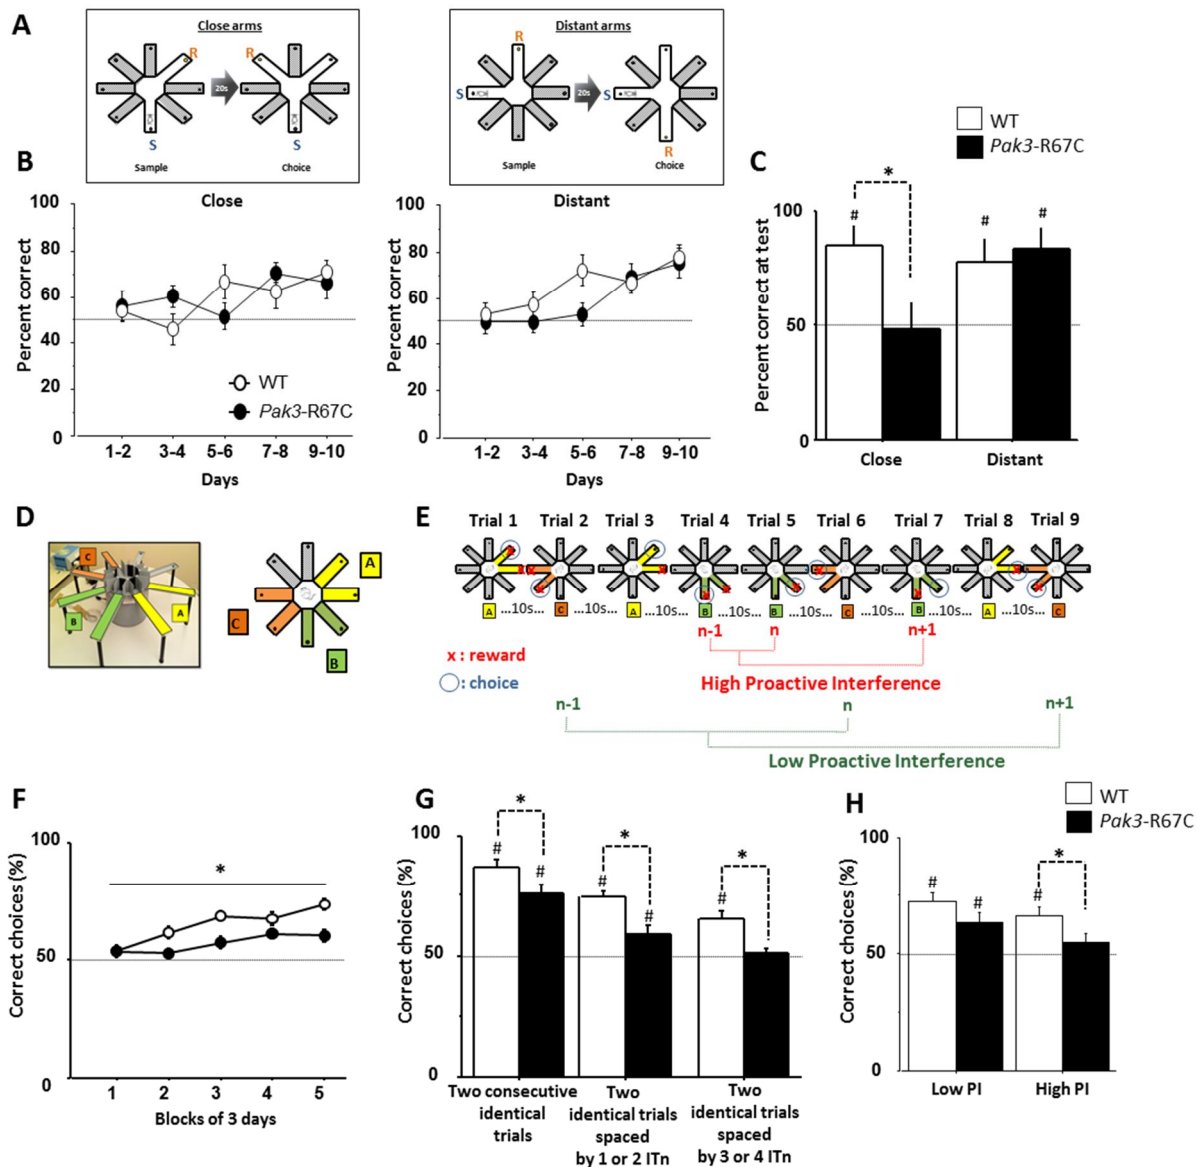 A
Close arms
R
R
20s
S
S
Sample
Choice
Distant arms
R
S
20s
S
R
Sample
Choice
WT
Pak3-R67C
B
Close
Percent correct
100
80
60
40
20
0
WT
Pak3-R67C
1-2 3-4 5-6 7-8 9-10
Days
Distant
Percent correct
100
80
60
40
20
0
1-2 3-4 5-6 7-8 9-10
Days
C
Percent correct at test
100
50
0
*
# # #
Close Distant
D
C
B
A
A
C
B
E
Trial 1 Trial 2 Trial 3 Trial 4 Trial 5 Trial 6 Trial 7 Trial 8 Trial 9
A ...10s... C ...10s... A ...10s... B ...10s... B ...10s... C ...10s... B ...10s... A ...10s... C
n-1 n n+1
x : reward
: choice
High Proactive Interference
n-1 n n+1
Low Proactive Interference
F
Correct choices (%)
100
50
0
*
1 2 3 4 5
Blocks of 3 days
G
Correct choices (%)
100
50
0
* * *
# # # # #
Two consecutive
identical
trials
Two
identical trials
spaced
by 1 or 2 ITn
Two
identical trials
spaced
by 3 or 4 ITn
H
WT
Pak3-R67C
Correct choices (%)
100
50
0
*
# # #
Low PI High PI